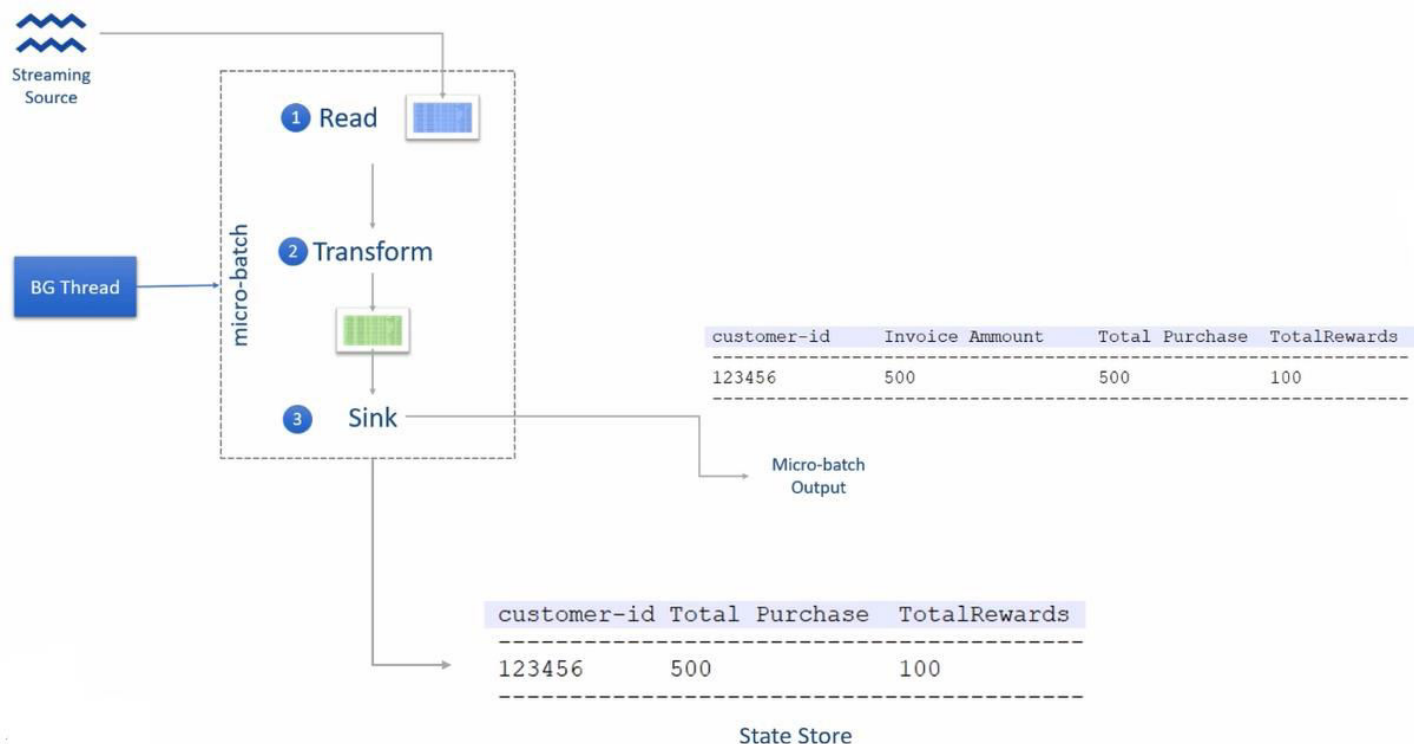 Streaming
Source
1 Read
micro-batch
2 Transform
BG Thread
customer-id Invoice Ammount Total Purchase TotalRewards
123456 500 500 100
3 Sink
Micro-batch
Output
customer-id Total Purchase TotalRewards
123456 500 100
State Store